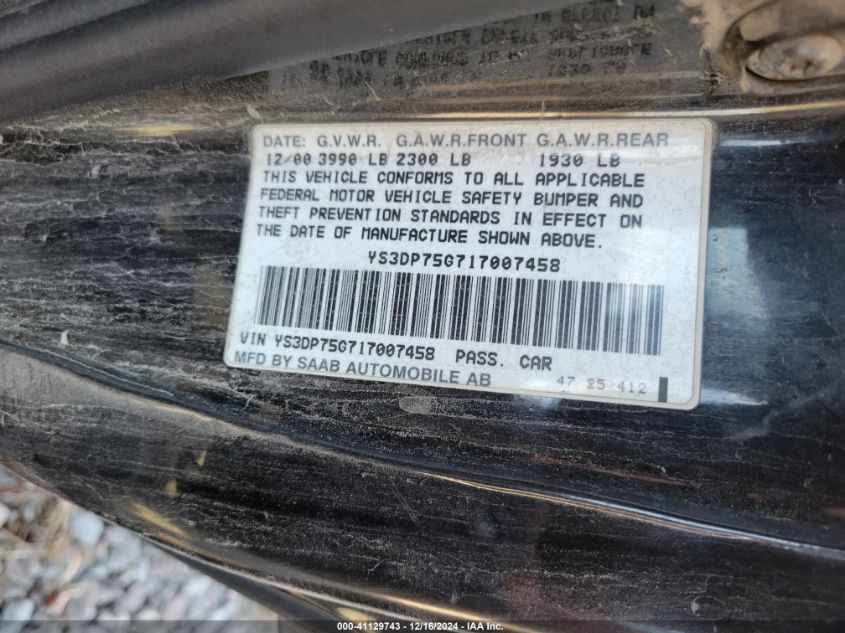 DATE: G.V.W.R. G.A.W.R.FRONT G.A.W.R.REAR
12/00 3990 LB 2300 LB 1930 LB
THIS VEHICLE CONFORMS TO ALL APPLICABLE
FEDERAL MOTOR VEHICLE SAFETY BUMPER AND
THEFT PREVENTION STANDARDS IN EFFECT ON
THE DATE OF MANUFACTURE SHOWN ABOVE.
YS3DP75G717007458
VIN YS3DP75G717007458 PASS. CAR
MFD BY SAAB AUTOMOBILE AB 47 25 412
000-41129743 - 12/16/2024 - IAA Inc.